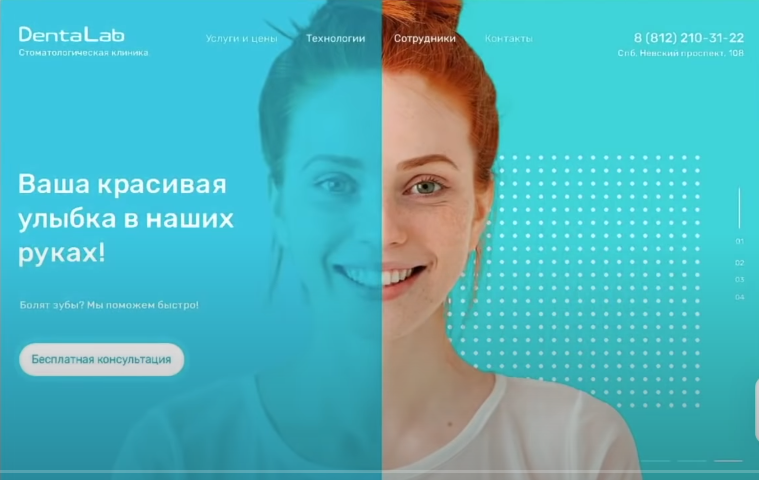 DentaLab
Стоматологическая клиника
Услуги и цены
Технологии
Сотрудники
Контакты
8 (812) 210-31-22
Спб. Невский проспект. 108
Ваша красивая
улыбка в наших
руках!
Болят зубы? Мы поможем быстро!
Бесплатная консультация
01
02
03
04